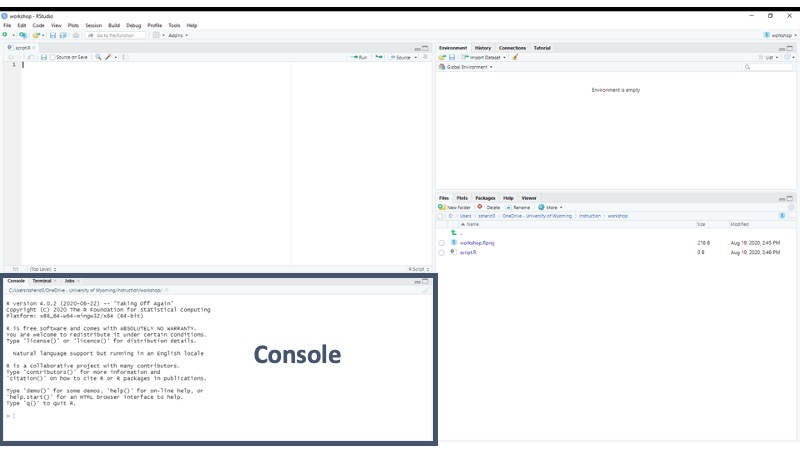 workshop - RStudio
File Edit Code View Plots Session Build Debug Profile Tools Help
Go to file/function Addins
workshop
script.R
Source on Save Run Source
1
1:1 (Top Level) R Script
Console Terminal Jobs
C:/Users/ssherid3/OneDrive - University of Wyoming/Instruction/workshop/
R version 4.0.2 (2020-06-22) -- "Taking Off Again"
Copyright (C) 2020 The R Foundation for Statistical Computing
Platform: x86_64-w64-mingw32/x64 (64-bit)
R is free software and comes with ABSOLUTELY NO WARRANTY.
You are welcome to redistribute it under certain conditions.
Type 'license()' or 'licence()' for distribution details.
Natural language support but running in an English locale
R is a collaborative project with many contributors.
Type 'contributors()' for more information and
'citation()' on how to cite R or R packages in publications.
Type 'demo()' for some demos, 'help()' for on-line help, or
'help.start()' for an HTML browser interface to help.
Type 'q()' to quit R.
>
Console
Environment History Connections Tutorial
Import Dataset List
Global Environment
Environment is empty
Files Plots Packages Help Viewer
New Folder Delete Rename More
C: Users OneDrive - University of Wyoming Instruction workshop
Name Size Modified
..
workshop.Rproj 218 B Aug 19, 2020, 2:45 PM
script.R 0 B Aug 19, 2020, 2:46 PM